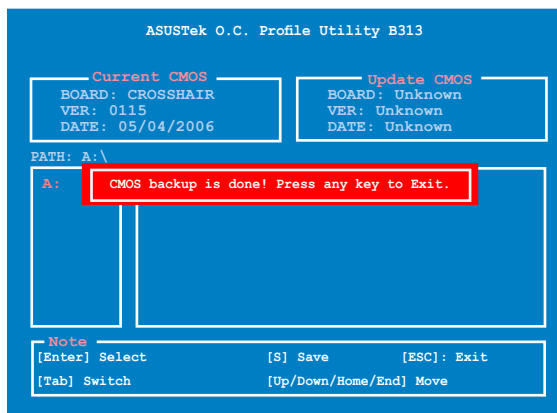 ASUSTek O.C. Profile Utility B313
Current CMOS
BOARD: CROSSHAIR
VER: 0115
DATE: 05/04/2006
Update CMOS
BOARD: Unknown
VER: Unknown
DATE: Unknown
PATH: A:\
A:
CMOS backup is done! Press any key to Exit.
Note
[Enter] Select [S] Save [ESC]: Exit
[Tab] Switch [Up/Down/Home/End] Move